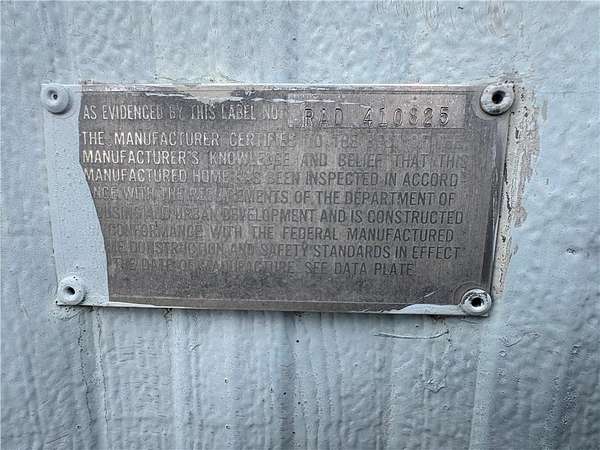 AS EVIDENCED BY THIS LABEL NO. RAD 410825
THE MANUFACTURER CERTIFIES TO THE BEST OF THE
MANUFACTURER'S KNOWLEDGE AND BELIEF THAT THIS
MANUFACTURED HOME HAS BEEN INSPECTED IN ACCORD
ANCE WITH THE REQUIREMENTS OF THE DEPARTMENT OF
OUSING AND URBAN DEVELOPMENT AND IS CONSTRUCTED
CONFORMANCE WITH THE FEDERAL MANUFACTURED
ME CONSTRUCTION AND SAFETY STANDARDS IN EFFECT
THE DATE OF MANUFACTURE. SEE DATA PLATE.